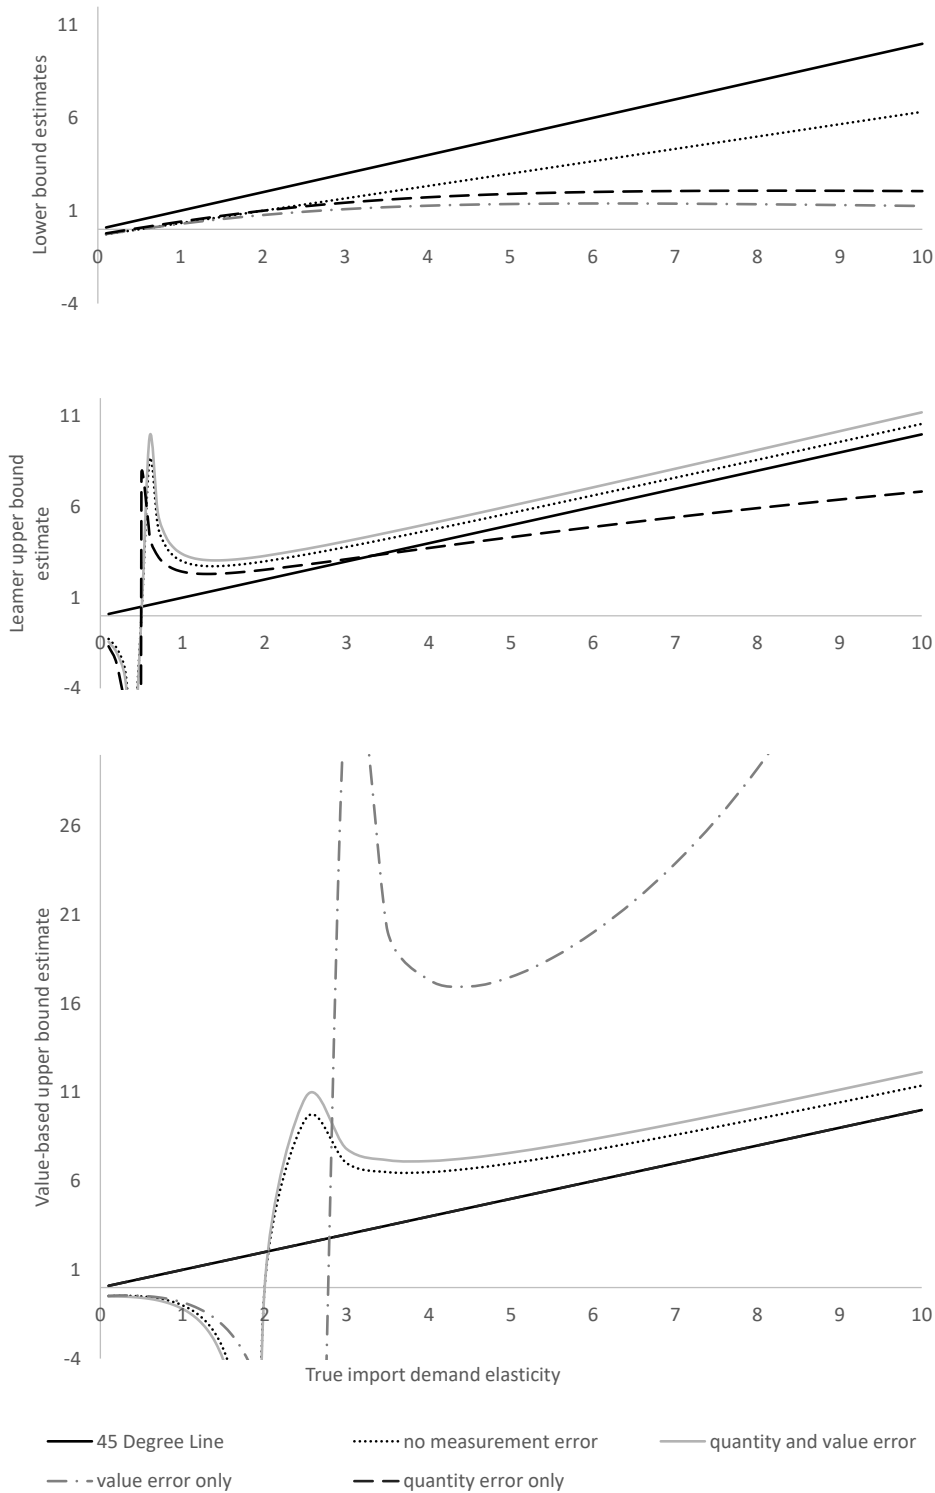 11
6
1
-4
Lower bound estimates
0 1 2 3 4 5 6 7 8 9 10
11
6
1
-4
Leamer upper bound
estimate
0 1 2 3 4 5 6 7 8 9 10
26
21
16
11
6
1
-4
Value-based upper bound estimate
0 1 2 3 4 5 6 7 8 9 10
True import demand elasticity
45 Degree Line no measurement error quantity and value error
value error only quantity error only